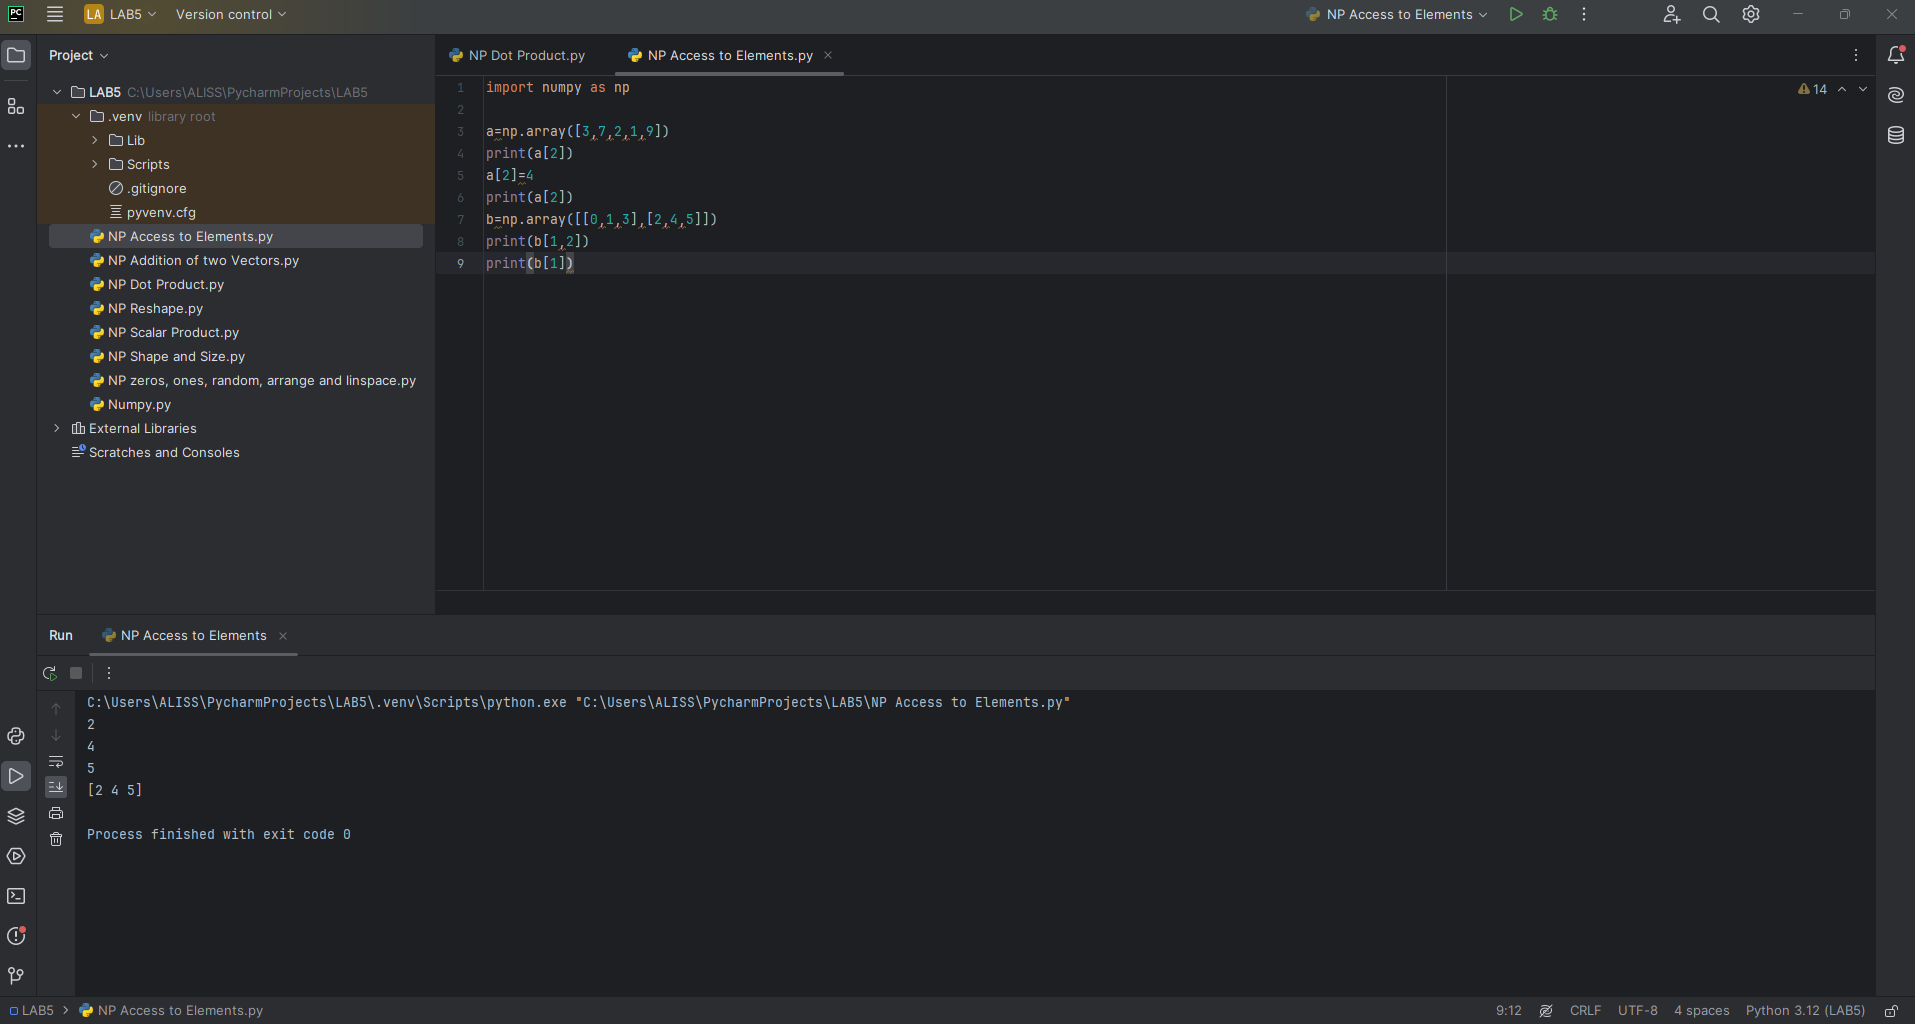 PC LA LAB5 Version control NP Access to Elements
Project
NP Dot Product.py NP Access to Elements.py
LAB5 C:\Users\ALISS\PycharmProjects\LAB5
.venv library root
Lib
Scripts
.gitignore
pyvenv.cfg
NP Access to Elements.py
NP Addition of two Vectors.py
NP Dot Product.py
NP Reshape.py
NP Scalar Product.py
NP Shape and Size.py
NP zeros, ones, random, arrange and linspace.py
Numpy.py
External Libraries
Scratches and Consoles
14
1 import numpy as np
2
3 a=np.array([3,7,2,1,9])
4 print(a[2])
5 a[2]=4
6 print(a[2])
7 b=np.array([[0,1,3],[2,4,5]])
8 print(b[1,2])
9 print(b[1])
Run NP Access to Elements
C:\Users\ALISS\PycharmProjects\LAB5\.venv\Scripts\python.exe "C:\Users\ALISS\PycharmProjects\LAB5\NP Access to Elements.py"
2
4
5
[2 4 5]
Process finished with exit code 0
LAB5 NP Access to Elements.py 9:12 CRLF UTF-8 4 spaces Python 3.12 (LAB5)